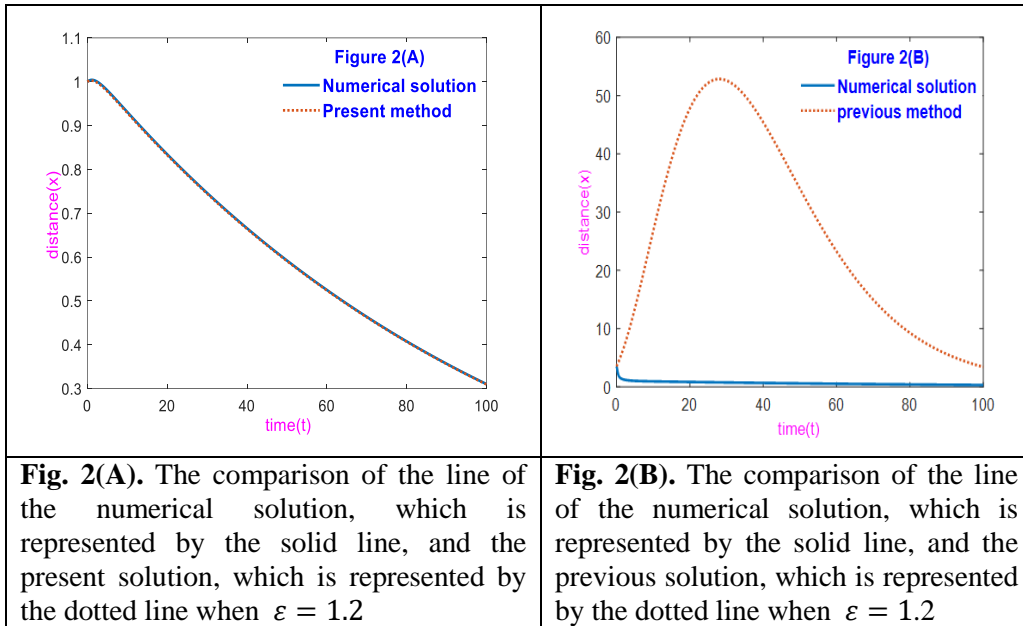 Figure 2(A)
Numerical solution
Present method
1.1
1
0.9
0.8
0.7
0.6
0.5
0.4
0.3
distance(x)
0 20 40 60 80 100
time(t)
Figure 2(B)
Numerical solution
previous method
60
50
40
30
20
10
0
distance(x)
0 20 40 60 80 100
time(t)
Fig. 2(A). The comparison of the line of
the numerical solution, which is
represented by the solid line, and the
present solution, which is represented by
the dotted line when ε = 1.2
Fig. 2(B). The comparison of the line
of the numerical solution, which is
represented by the solid line, and the
previous solution, which is represented
by the dotted line when ε = 1.2